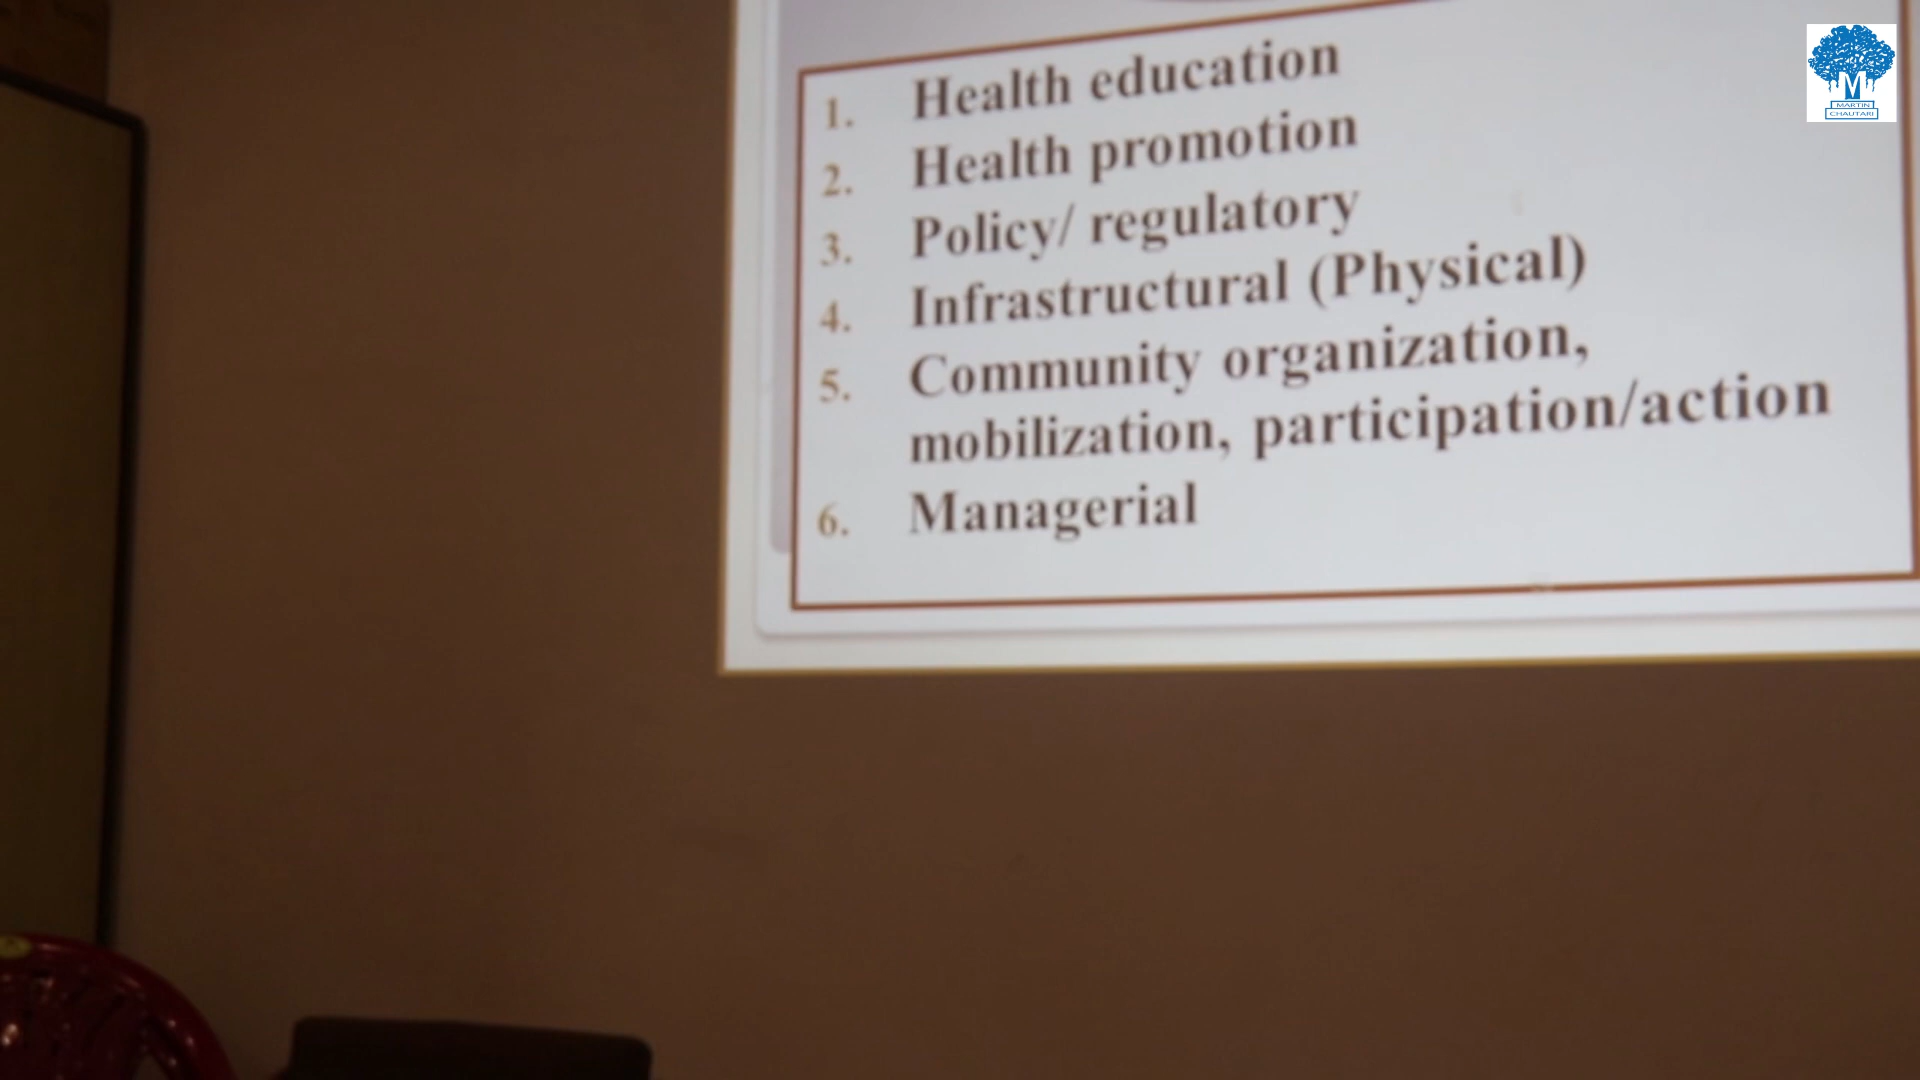 1. Health education
2. Health promotion
3. Policy/ regulatory
4. Infrastructural (Physical)
5. Community organization,
mobilization, participation/action
6. Managerial
M
MARTIN
CHAUTARI